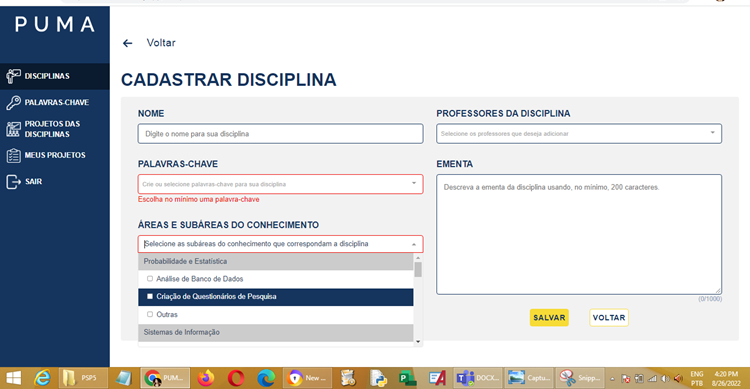 PUMA
DISCIPLINAS
PALAVRAS-CHAVE
PROJETOS DAS
DISCIPLINAS
MEUS PROJETOS
SAIR
Voltar
CADASTRAR DISCIPLINA
NOME
Digite o nome para sua disciplina
PALAVRAS-CHAVE
Crie ou selecione palavras-chave para sua disciplina
Escolha no mínimo uma palavra-chave
ÁREAS E SUBÁREAS DO CONHECIMENTO
Selecione as subáreas do conhecimento que correspondam a disciplina
Probabilidade e Estatística
Análise de Banco de Dados
Criação de Questionários de Pesquisa
Outras
Sistemas de Informação
PROFESSORES DA DISCIPLINA
Selecione os professores que deseja adicionar
EMENTA
Descreva a ementa da disciplina usando, no mínimo, 200 caracteres.
(0/1000)
SALVAR
VOLTAR
PSP5
PUM...
New ...
DOC(...
Captu...
Snipp...
ENG
PTB
4:20 PM
8/26/2022